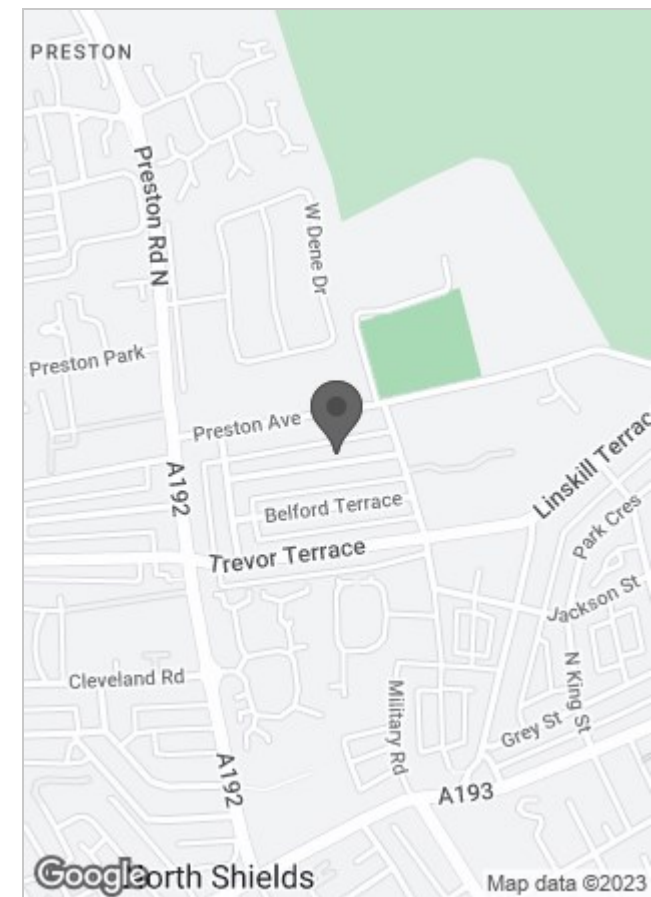 PRESTON
Preston Rd N
W Dene Dr
Preston Park
Preston Ave
A192
Linskill Terrac
Belford Terrace
Park Cres
Trevor Terrace
Jackson St
Cleveland Rd
N King St
Military Rd
Grey St
A192
A193
Google
orth Shields
Map data ©2023